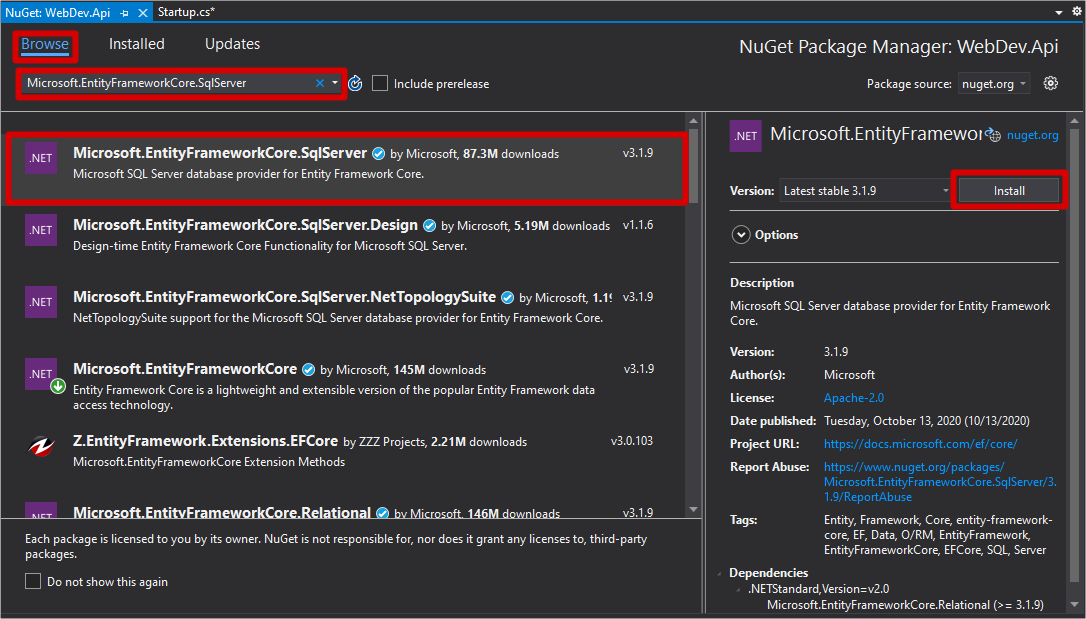 NuGet: WebDev.Api
Startup.cs*
Browse
Installed
Updates
NuGet Package Manager: WebDev.Api
Microsoft.EntityFrameworkCore.SqlServer
Include prerelease
Package source:
nuget.org
.NET
Microsoft.EntityFrameworkCore.SqlServer by Microsoft, 87.3M downloads
v3.1.9
Microsoft SQL Server database provider for Entity Framework Core.
.NET
Microsoft.EntityFrameworkCore.SqlServer.Design by Microsoft, 5.19M downloads
v1.1.6
Design-time Entity Framework Core Functionality for Microsoft SQL Server.
.NET
Microsoft.EntityFrameworkCore.SqlServer.NetTopologySuite by Microsoft, 1.19
v3.1.9
NetTopologySuite support for the Microsoft SQL Server database provider for Entity Framework Core.
.NET
Microsoft.EntityFrameworkCore by Microsoft, 145M downloads
v3.1.9
Entity Framework Core is a lightweight and extensible version of the popular Entity Framework data
access technology.
Z.EntityFramework.Extensions.EFCore by ZZZ Projects, 2.21M downloads
v3.0.103
Microsoft.EntityFrameworkCore Extension Methods
.NET
Microsoft.EntityFrameworkCore.Relational by Microsoft, 146M downloads
v3.1.9
Each package is licensed to you by its owner. NuGet is not responsible for, nor does it grant any licenses to, third-party
packages.
Do not show this again
.NET
Microsoft.EntityFramewor
nuget.org
Version:
Latest stable 3.1.9
Install
Options
Description
Microsoft SQL Server database provider for Entity Framework
Core.
Version: 3.1.9
Author(s): Microsoft
License: Apache-2.0
Date published: Tuesday, October 13, 2020 (10/13/2020)
Project URL: https://docs.microsoft.com/ef/core/
Report Abuse: https://www.nuget.org/packages/
Microsoft.EntityFrameworkCore.SqlServer/3.
1.9/ReportAbuse
Tags: Entity, Framework, Core, entity-framework-
core, EF, Data, O/RM, EntityFramework,
EntityFrameworkCore, EFCore, SQL, Server
Dependencies
.NETStandard,Version=v2.0
Microsoft.EntityFrameworkCore.Relational (>= 3.1.9)